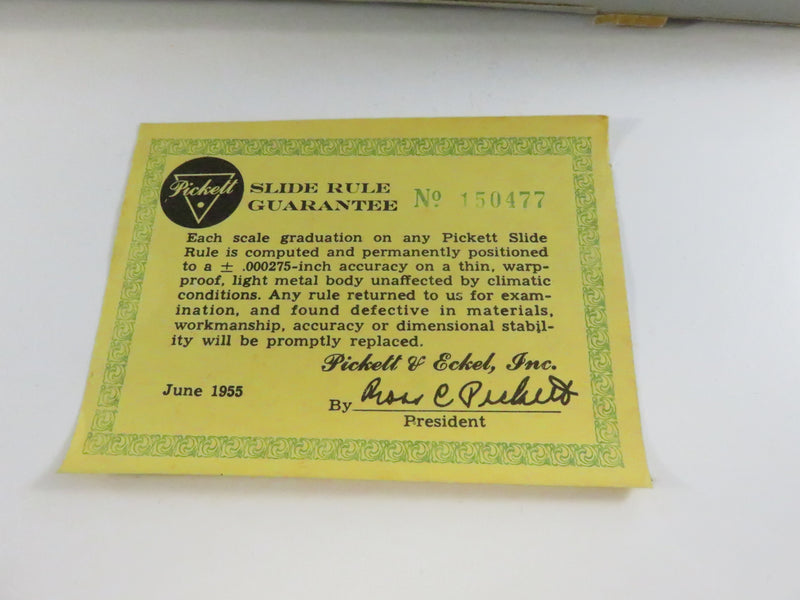 Pickett
SLIDE RULE
GUARANTEE
Nº 150477
Each scale graduation on any Pickett Slide
Rule is computed and permanently positioned
to a ± .000275-inch accuracy on a thin, warp-
proof, light metal body unaffected by climatic
conditions. Any rule returned to us for exam-
ination, and found defective in materials,
workmanship, accuracy or dimensional stabil-
ity will be promptly replaced.
Pickett & Eckel, Inc.
June 1955
By Ross C Pickett
President